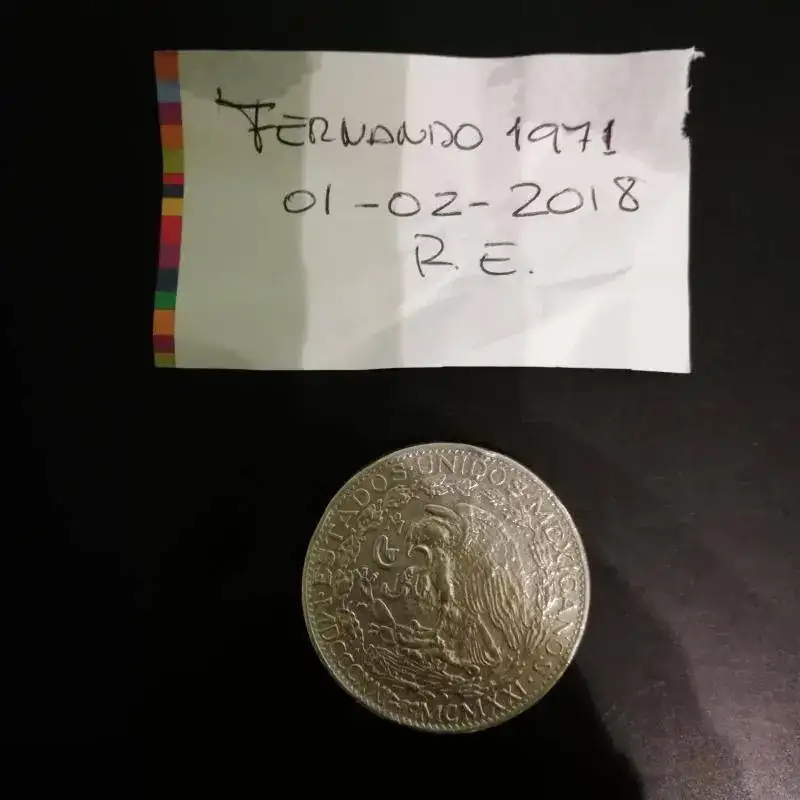 FERNANDO 1971
01-02-2018
R.E.
ESTADOS·UNIDOS·MEXICANOS
MCMXXI